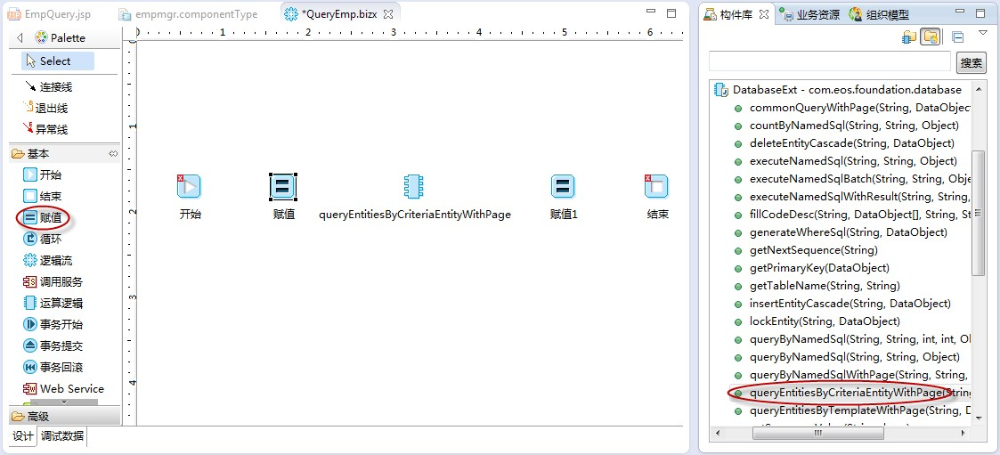 EmpQuery.jsp empmgr.componentType *QueryEmp.bizx
Palette
Select
连接线
退出线
异常线
基本
开始
结束
赋值
循环
逻辑流
调用服务
运算逻辑
事务开始
事务提交
事务回滚
Web Service
高级
设计 调试数据
0 1 2 3 4 5 6
1
2
3
4
开始 赋值 queryEntitiesByCriteriaEntityWithPage 赋值1 结束
构件库 业务资源 组织模型
搜索
DatabaseExt - com.eos.foundation.database
commonQueryWithPage(String, DataObject
countByNamedSql(String, String, Object)
deleteEntityCascade(String, DataObject)
executeNamedSql(String, String, Object)
executeNamedSqlBatch(String, String, Obje
executeNamedSqlWithResult(String, String,
fillCodeDesc(String, DataObject[], String, St
generateWhereSql(String, DataObject)
getNextSequence(String)
getPrimaryKey(DataObject)
getTableName(String, String)
insertEntityCascade(String, DataObject)
lockEntity(String, DataObject)
queryByNamedSql(String, String, int, int, Ol
queryByNamedSql(String, String, Object)
queryByNamedSqlWithPage(String, String,
queryEntitiesByCriteriaEntityWithPage(String
queryEntitiesByTemplateWithPage(String, D